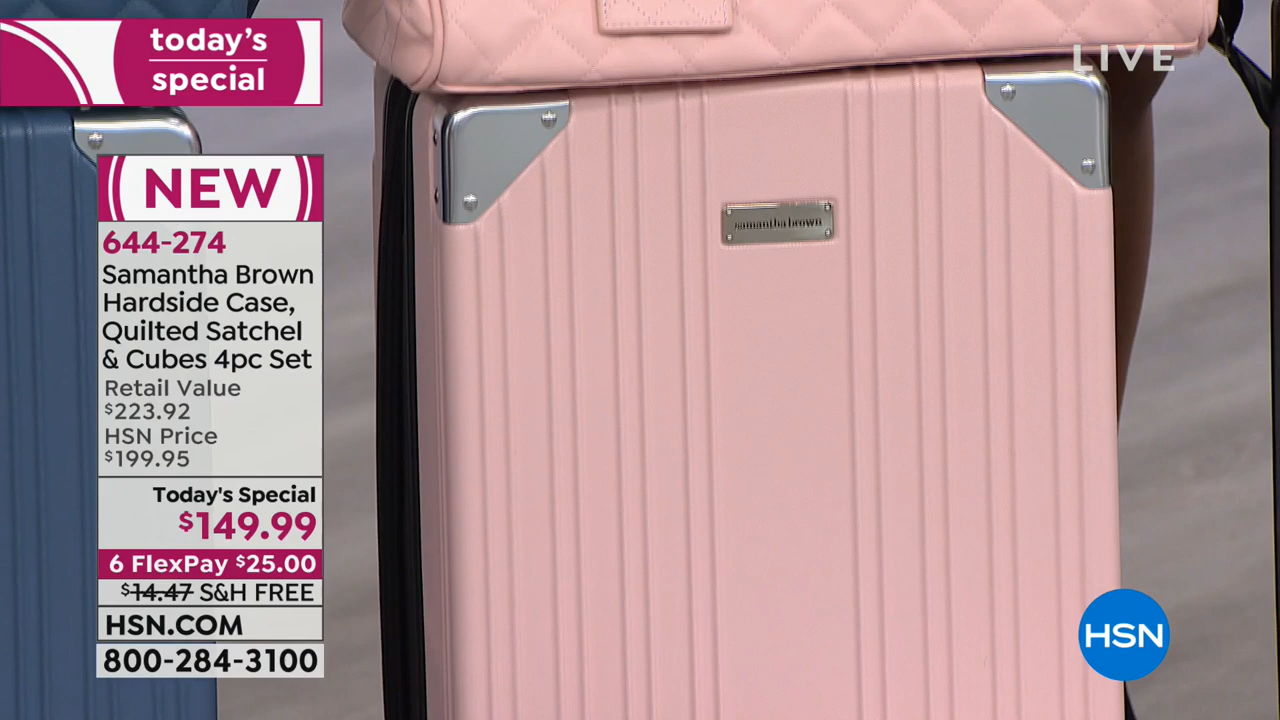 today's
special
LIVE
NEW
644-274
Samantha Brown
Hardside Case,
Quilted Satchel
& Cubes 4pc Set
Retail Value
$223.92
HSN Price
$199.95
Today's Special
$149.99
6 FlexPay $25.00
$14.47 S&H FREE
HSN.COM
800-284-3100
samantha brown
HSN